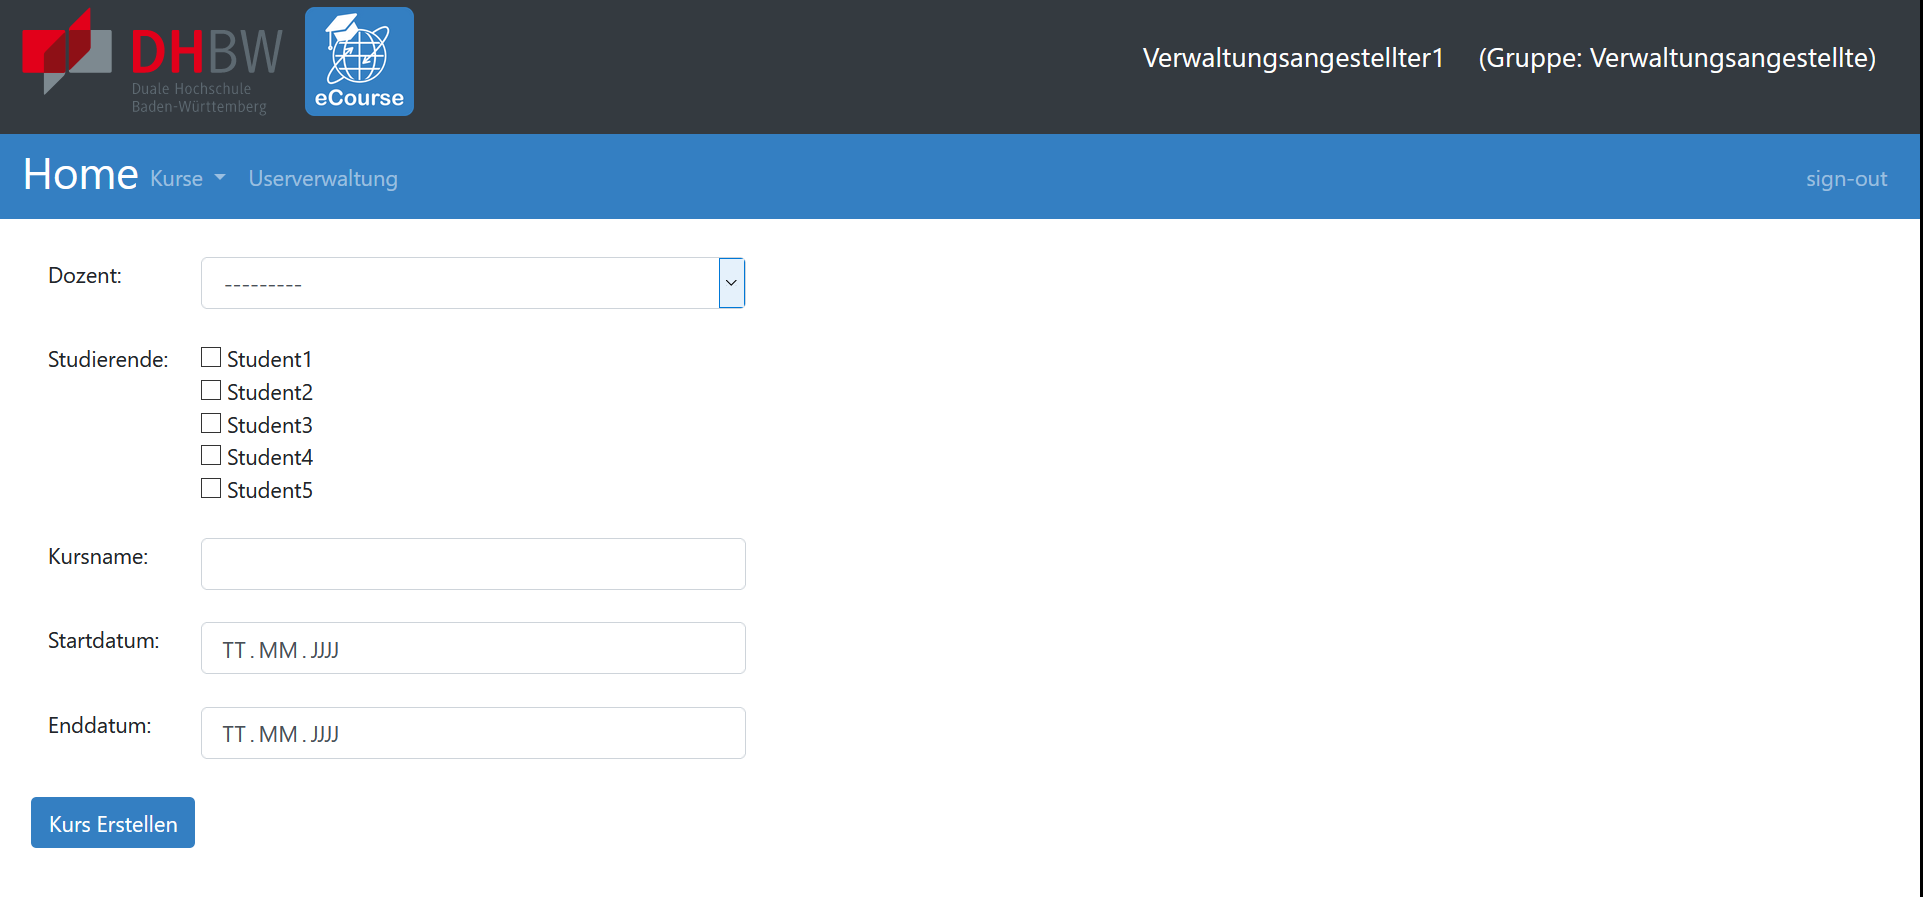 DHBW
Duale Hochschule
Baden-Württemberg
eCourse
Verwaltungsangestellter1 (Gruppe: Verwaltungsangestellte)
Home Kurse Userverwaltung sign-out
Dozent: ---------
Studierende: Student1
Student2
Student3
Student4
Student5
Kursname:
Startdatum: TT . MM . JJJJ
Enddatum: TT . MM . JJJJ
Kurs Erstellen